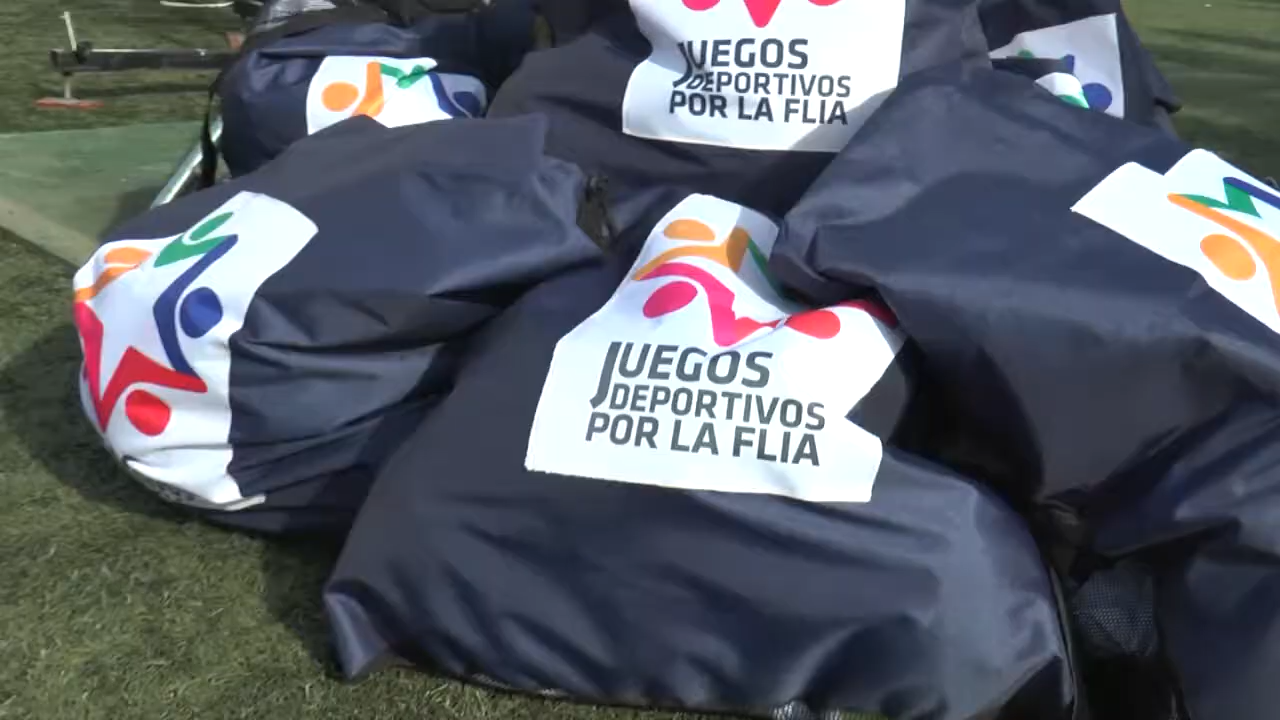 JUEGOS
DEPORTIVOS
POR LA FLIA
JUEGOS
DEPORTIVOS
POR LA FLIA